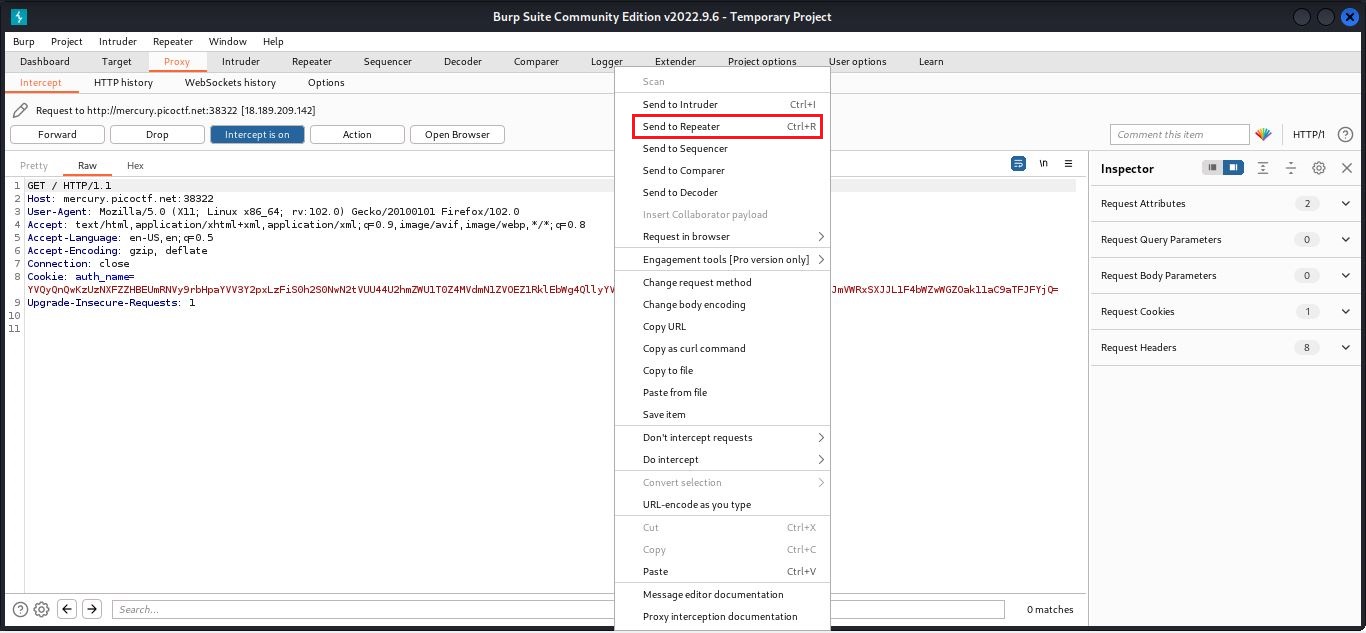 Burp Suite Community Edition v2022.9.6 - Temporary Project
Burp Project Intruder Repeater Window Help
Dashboard Target Proxy Intruder Repeater Sequencer Decoder Comparer Logger Extender Project options User options Learn
Intercept HTTP history WebSockets history Options
Request to http://mercury.picoctf.net:38322 [18.189.209.142]
Forward Drop Intercept is on Action Open Browser Comment this item HTTP/1 ?
Pretty Raw Hex \n
1 GET / HTTP/1.1
2 Host: mercury.picoctf.net:38322
3 User-Agent: Mozilla/5.0 (X11; Linux x86_64; rv:102.0) Gecko/20100101 Firefox/102.0
4 Accept: text/html,application/xhtml+xml,application/xml;q=0.9,image/avif,image/webp,*/*;q=0.8
5 Accept-Language: en-US,en;q=0.5
6 Accept-Encoding: gzip, deflate
7 Connection: close
8 Cookie: auth_name=
9 Upgrade-Insecure-Requests: 1
10
11
Scan
Send to Intruder Ctrl+I
Send to Repeater Ctrl+R
Send to Sequencer
Send to Comparer
Send to Decoder
Insert Collaborator payload
Request in browser
Engagement tools [Pro version only]
Change request method
Change body encoding
Copy URL
Copy as curl command
Copy to file
Paste from file
Save item
Don't intercept requests
Do intercept
Convert selection
URL-encode as you type
Cut Ctrl+X
Copy Ctrl+C
Paste Ctrl+V
Message editor documentation
Proxy interception documentation
Inspector
Request Attributes 2
Request Query Parameters 0
Request Body Parameters 0
Request Cookies 1
Request Headers 8
? Search... 0 matches